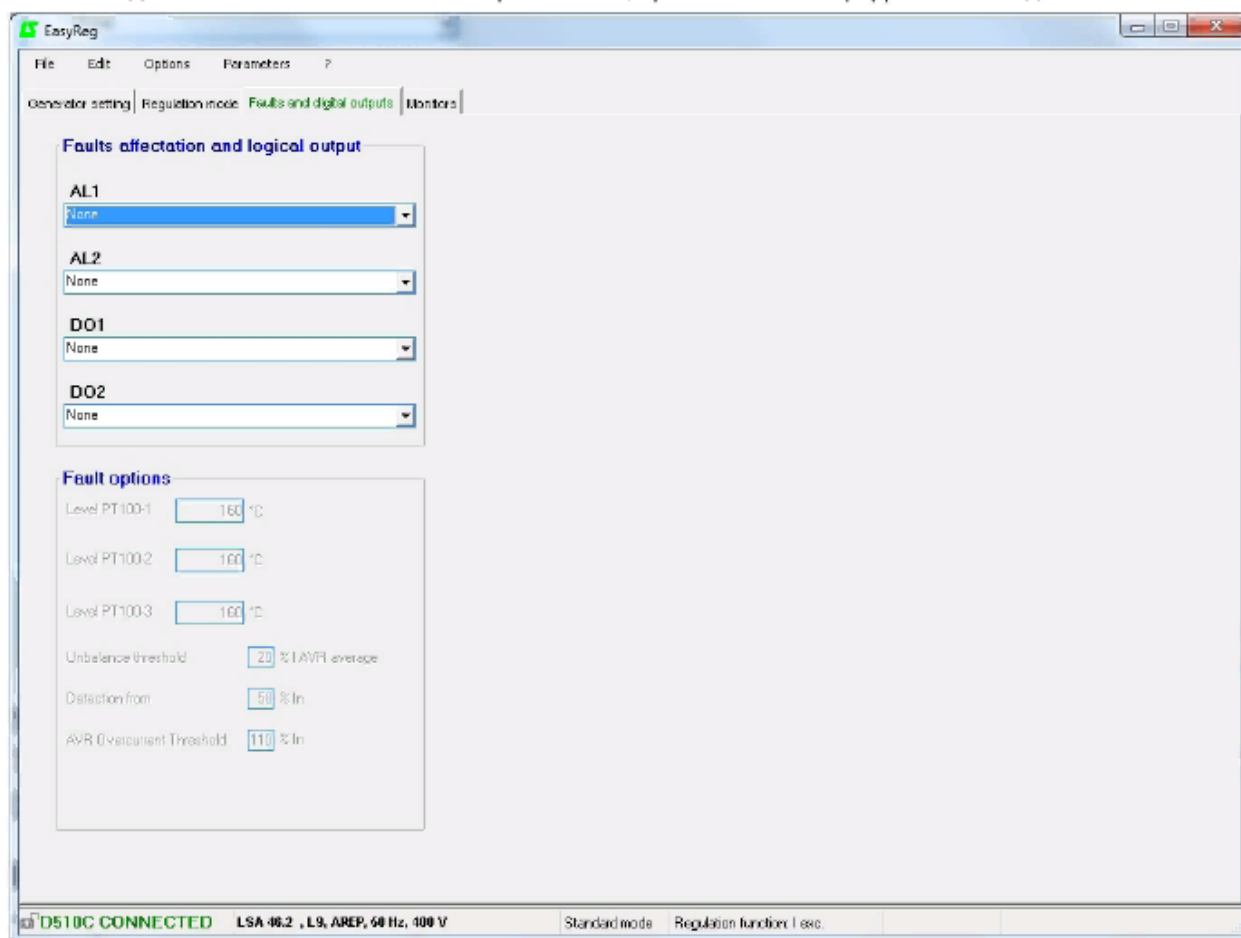 EasyReg
File Edit Options Parameters ?
Generator setting Regulation mode Faults and digital outputs Monitors
Faults affectation and logical output
AL1
None
AL2
None
DO1
None
DO2
None
Fault options
Level PT100-1 160 °C
Level PT100-2 160 °C
Level PT100-3 160 °C
Unbalance threshold 20 % I AVR average
Detection from 50 % In
AVR Overcurrent Threshold 110 % In
D510C CONNECTED LSA 46.2 , L9, AREP, 50 Hz, 400 V Standard mode Regulation function: I exc.